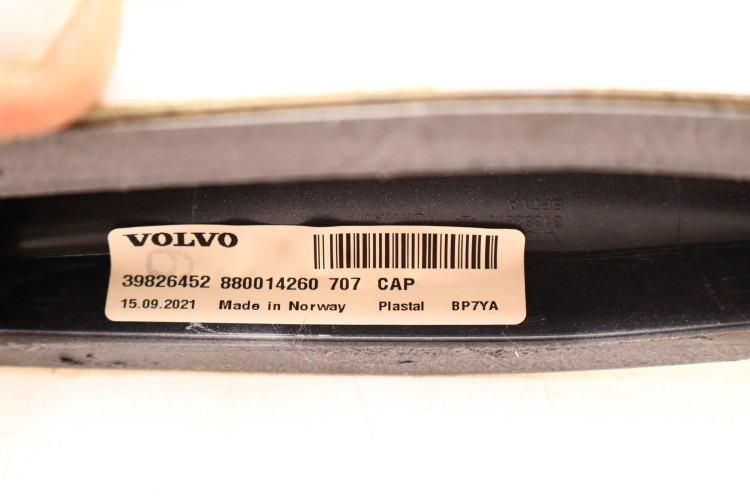 VOLVO
39826452 880014260 707 CAP
15.09.2021 Made in Norway Plastal BP7YA